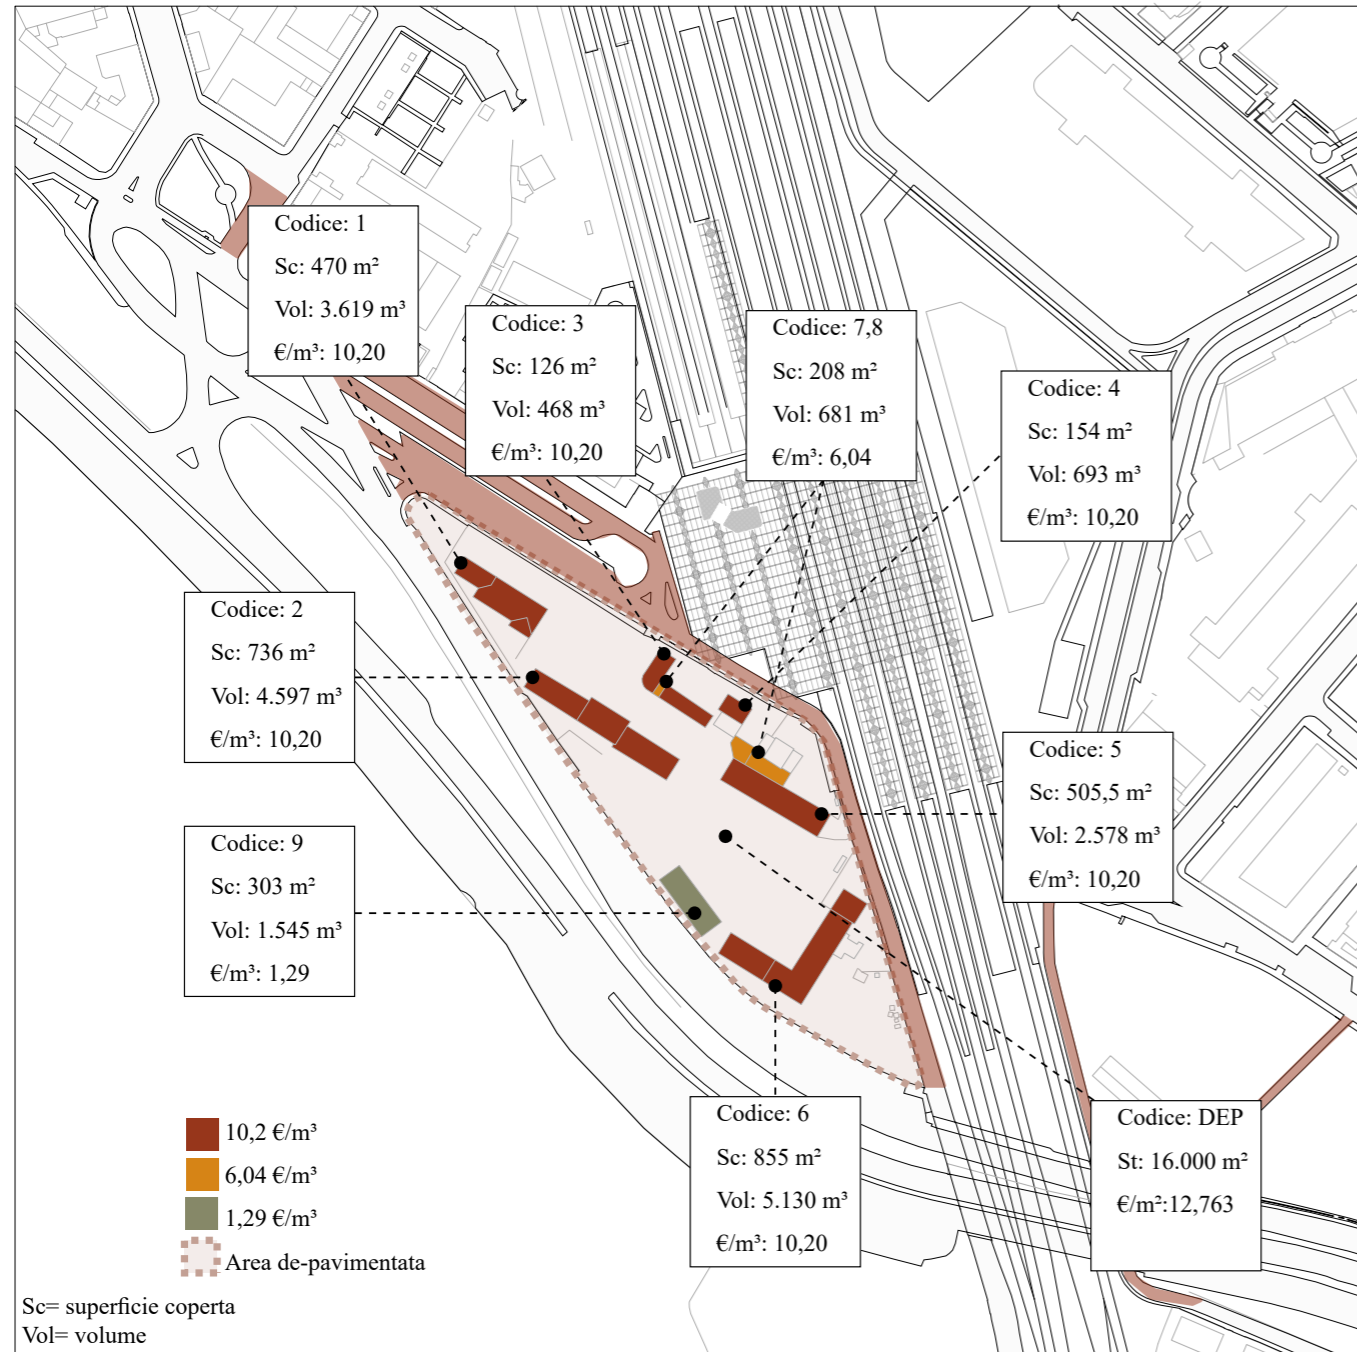 Codice: 1
Sc: 470 m²
Vol: 3.619 m³
€/m³: 10,20
Codice: 3
Sc: 126 m²
Vol: 468 m³
€/m³: 10,20
Codice: 7,8
Sc: 208 m²
Vol: 681 m³
€/m³: 6,04
Codice: 4
Sc: 154 m²
Vol: 693 m³
€/m³: 10,20
Codice: 2
Sc: 736 m²
Vol: 4.597 m³
€/m³: 10,20
Codice: 5
Sc: 505,5 m²
Vol: 2.578 m³
€/m³: 10,20
Codice: 9
Sc: 303 m²
Vol: 1.545 m³
€/m³: 1,29
Codice: 6
Sc: 855 m²
Vol: 5.130 m³
€/m³: 10,20
Codice: DEP
St: 16.000 m²
€/m²:12,763
10,2 €/m³
6,04 €/m³
1,29 €/m³
Area de-pavimentata
Sc= superficie coperta
Vol= volume